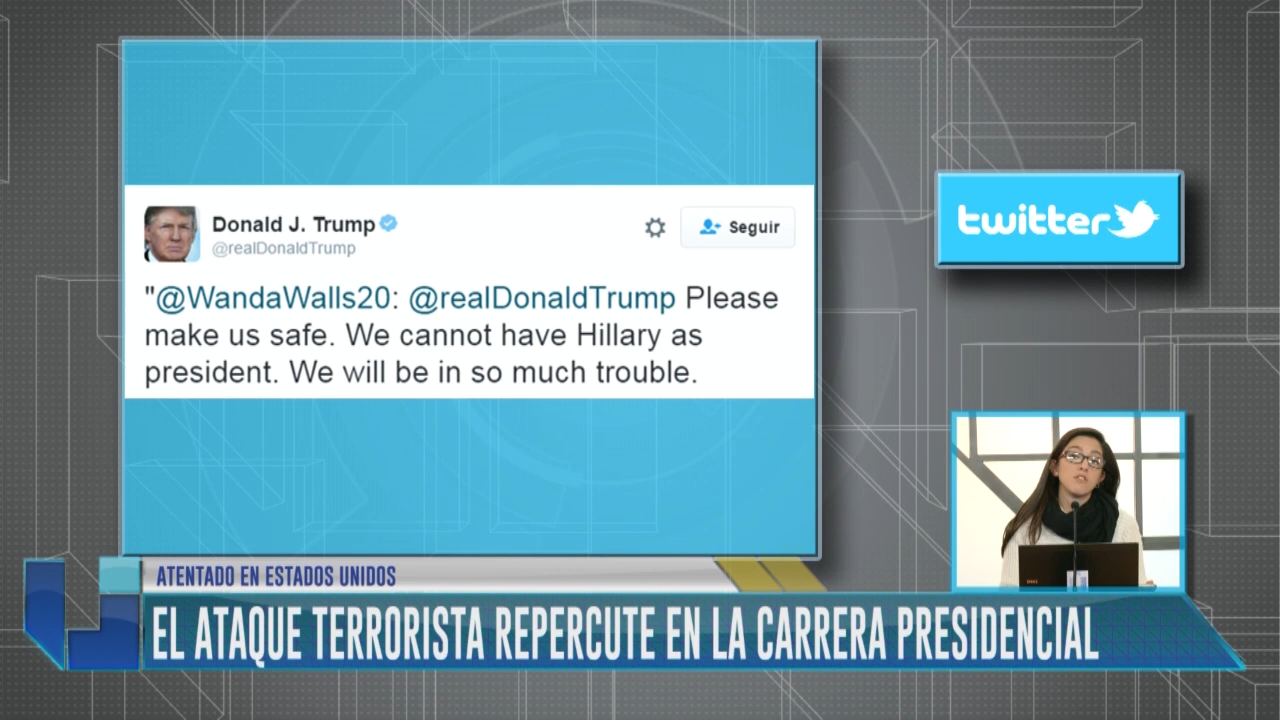 Donald J. Trump
@realDonaldTrump
Seguir
"@WandaWalls20: @realDonaldTrump Please
make us safe. We cannot have Hillary as
president. We will be in so much trouble.
twitter
ATENTADO EN ESTADOS UNIDOS
EL ATAQUE TERRORISTA REPERCUTE EN LA CARRERA PRESIDENCIAL